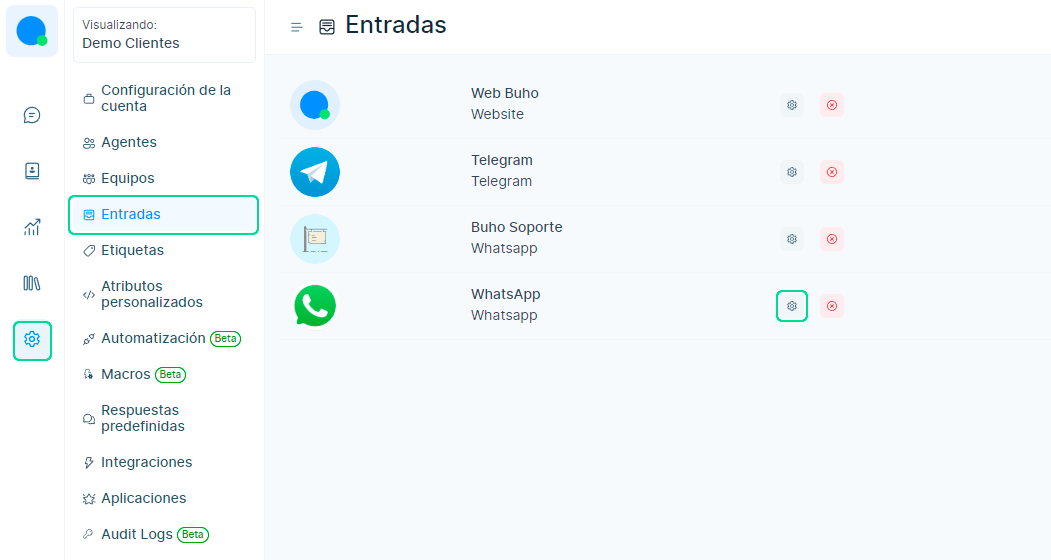 Visualizando:
Demo Clientes
Configuración de la
cuenta
Agentes
Equipos
Entradas
Etiquetas
Atributos
personalizados
Automatización Beta
Macros Beta
Respuestas
predefinidas
Integraciones
Aplicaciones
Audit Logs Beta
Entradas
Web Buho
Website
Telegram
Telegram
Buho Soporte
Whatsapp
WhatsApp
Whatsapp